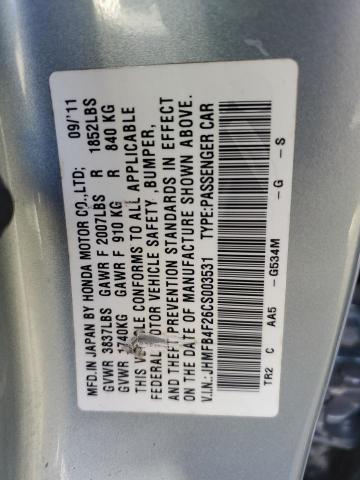 MFD.IN JAPAN BY HONDA MOTOR CO.,LTD; 09/'11
GVWR 3837LBS GAWR F 2007LBS R 1852LBS
GVWR 1740KG GAWR F 910 KG R 840 KG
THIS VEHICLE CONFORMS TO ALL APPLICABLE
FEDERAL MOTOR VEHICLE SAFETY ,BUMPER,
AND THEFT PREVENTION STANDARDS IN EFFECT
ON THE DATE OF MANUFACTURE SHOWN ABOVE.
V.I.N.: JHMFB4F26CS003531 TYPE:PASSENGER CAR
TR2 C AA5 -G534M -G -S